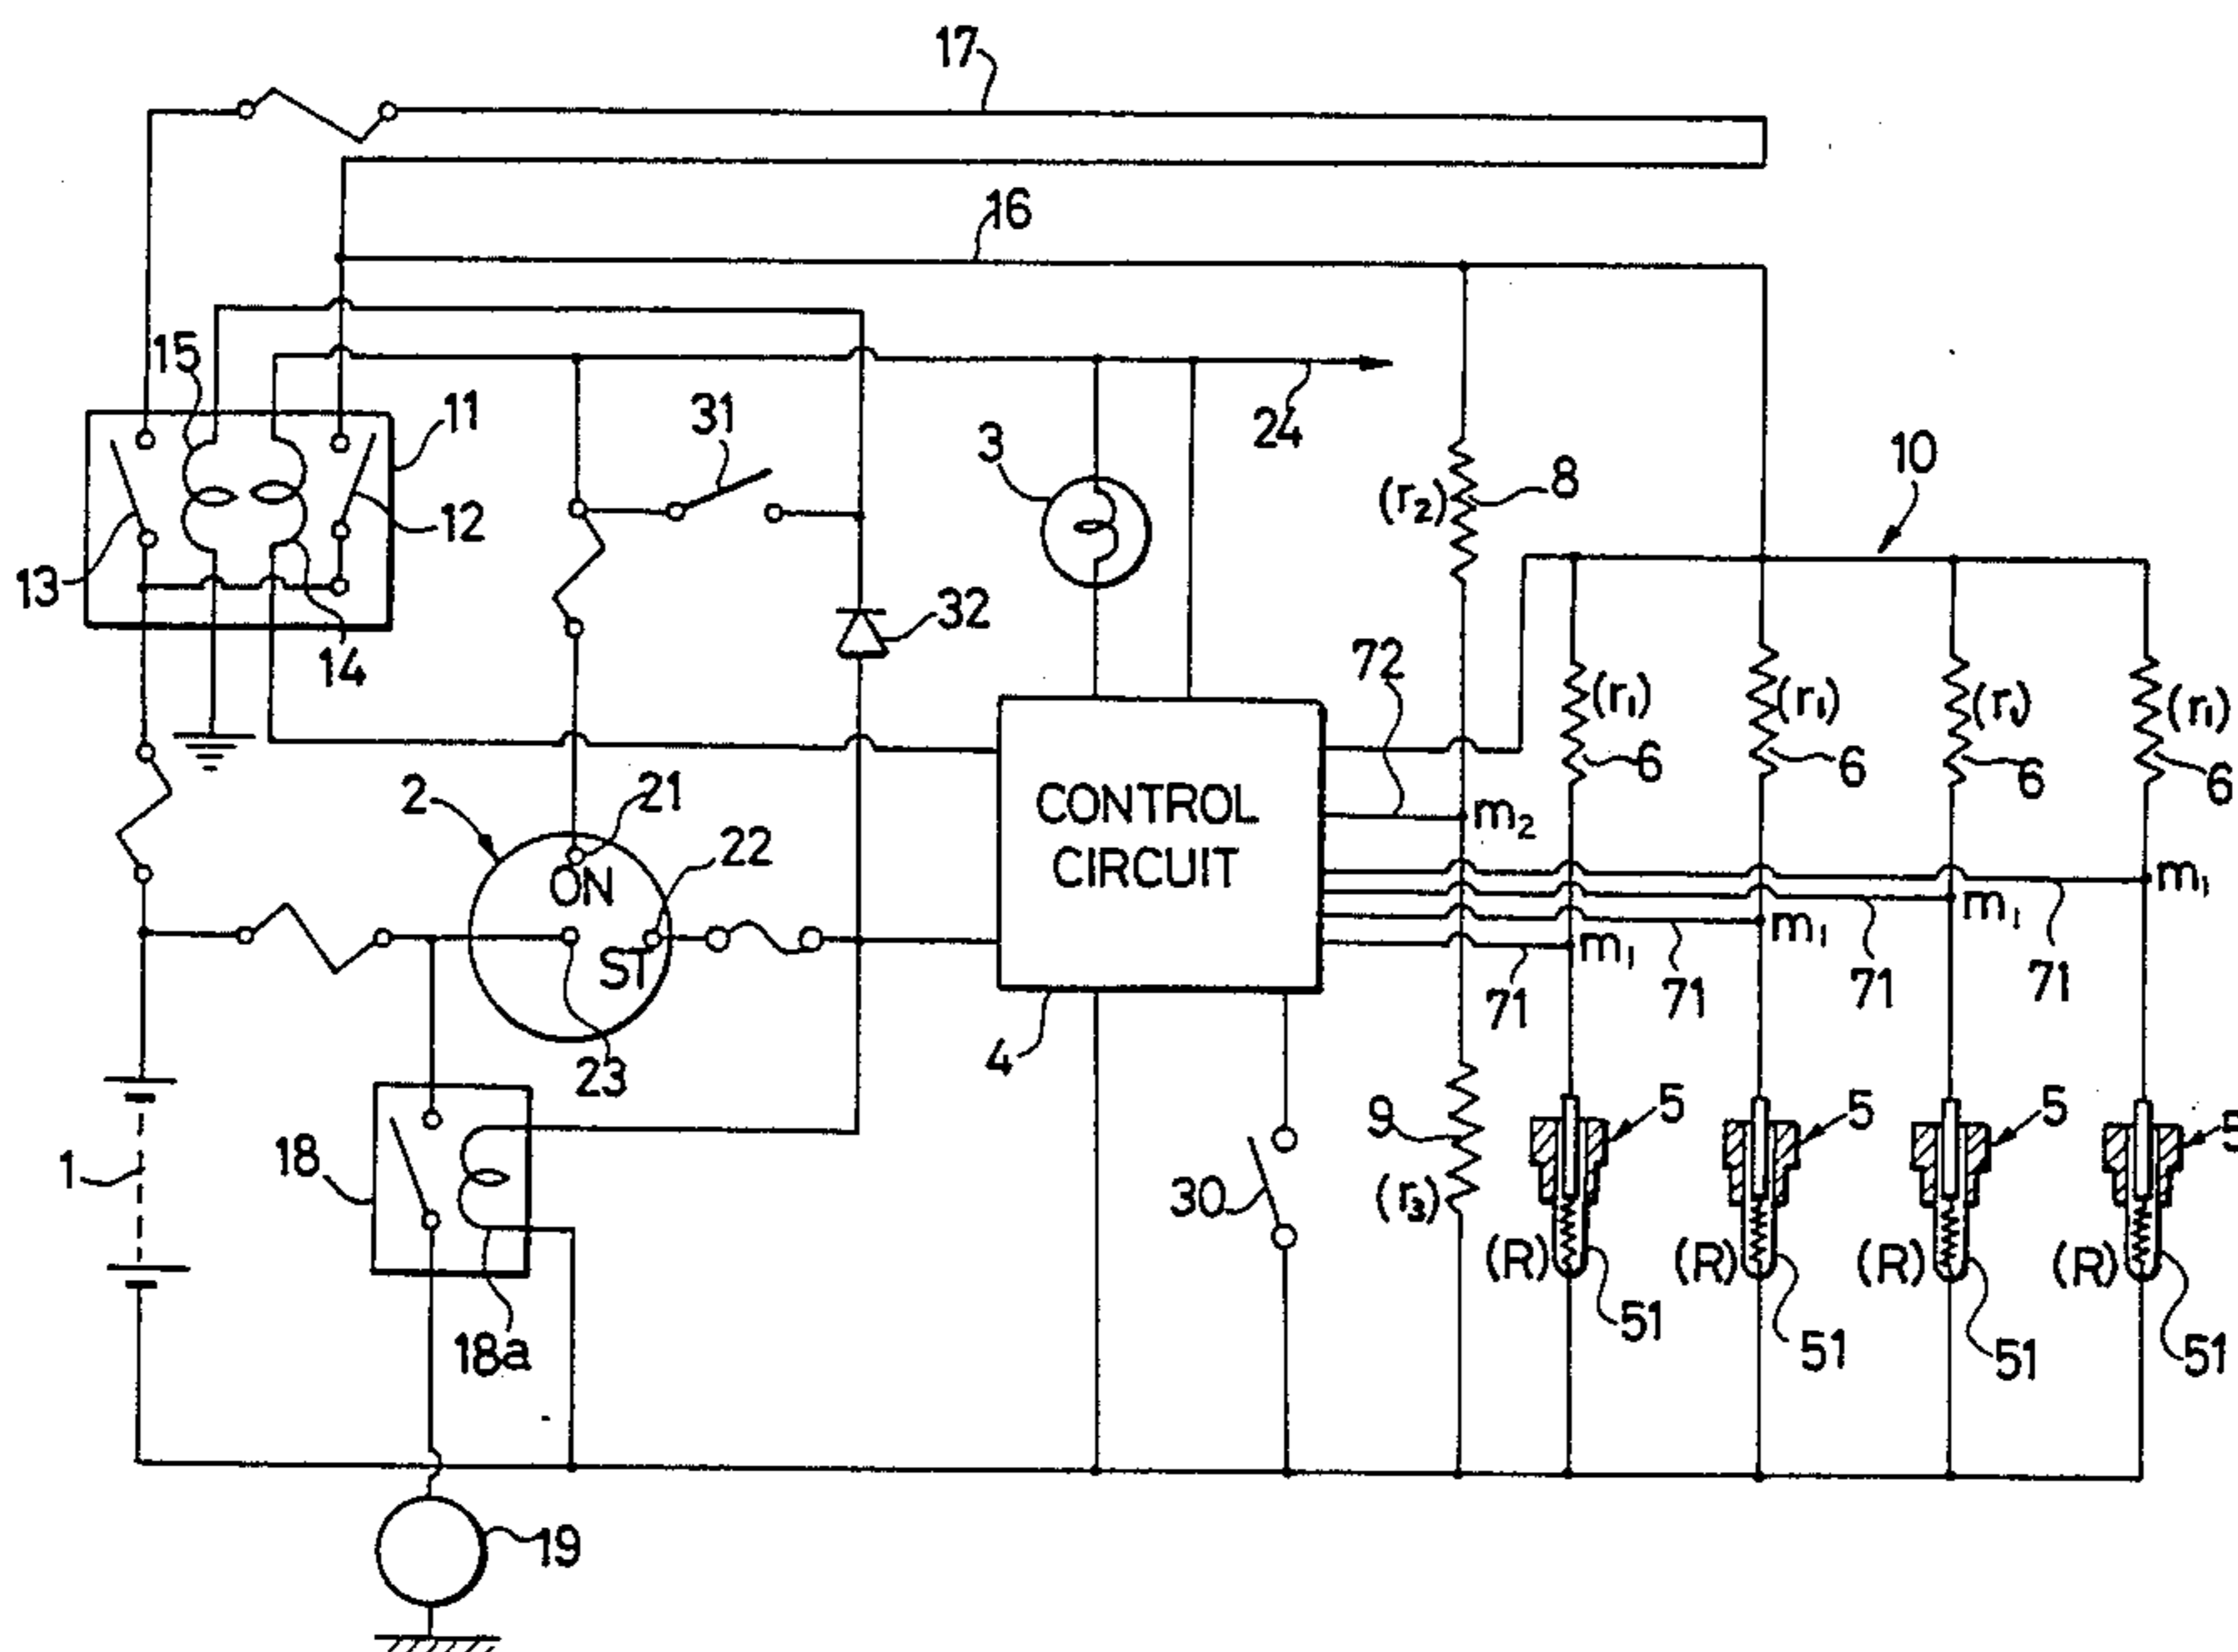 17
16
15
11
31
3
24
10
(r₂)
8
13
12
14
32
72
(r₁)
(r₁)
(r₁)
(r₁)
6
6
6
6
2
21
22
ON
ST
23
CONTROL
CIRCUIT
m₂
m₁
m₁
m₁
m₁
71
71
71
71
4
1
18
18a
30
9
(r₃)
5
5
5
5
(R)
(R)
(R)
(R)
51
51
51
51
19